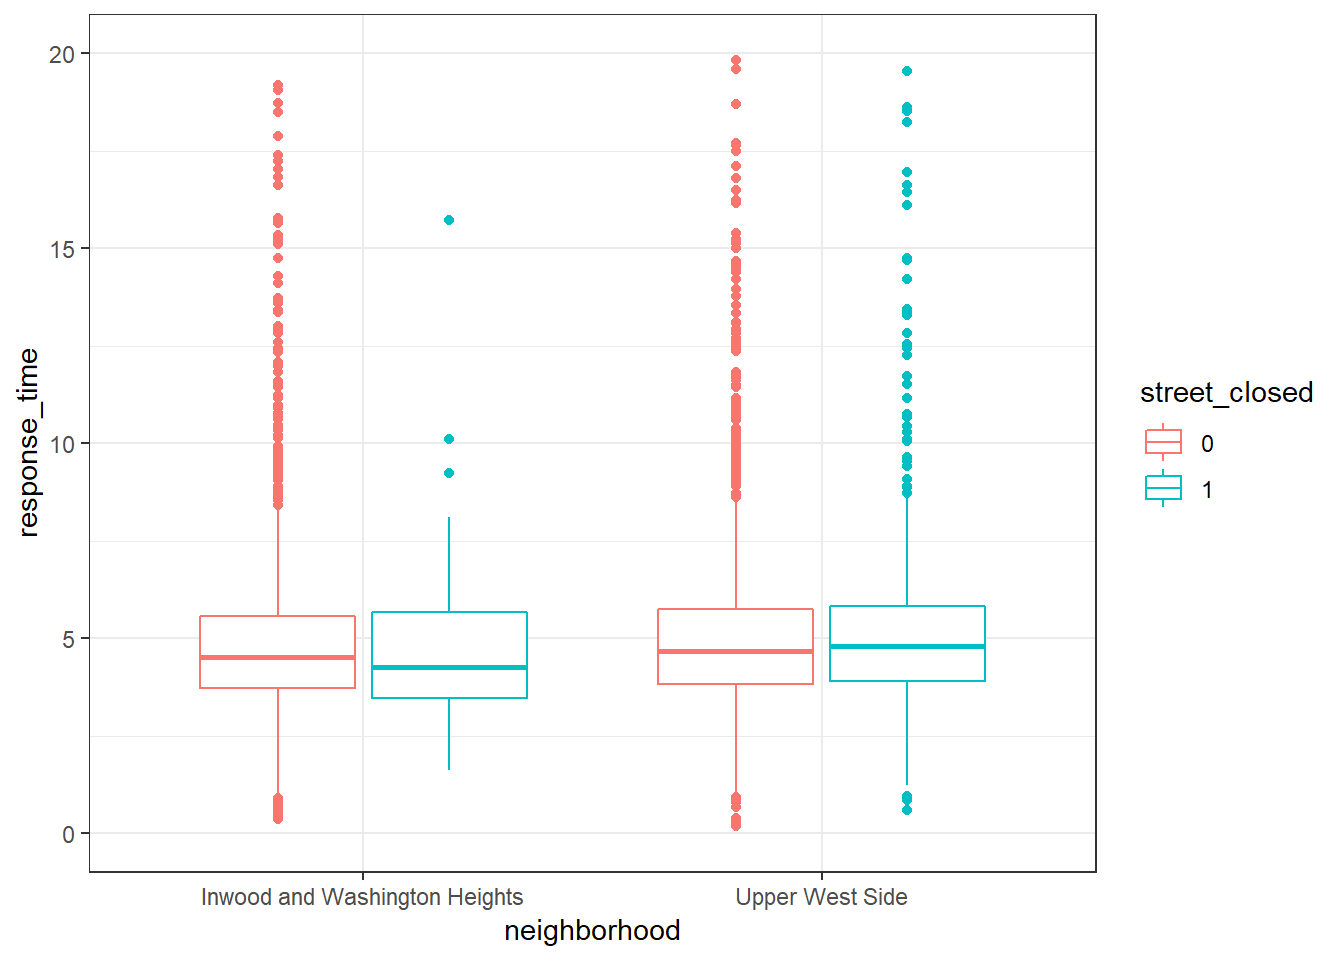 20
15
10
5
0
response_time
Inwood and Washington Heights
Upper West Side
neighborhood
street_closed
0
1